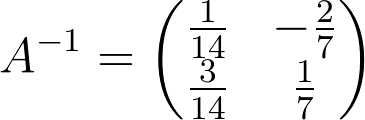 A⁻¹ = \begin{pmatrix} \frac{1}{14} & -\frac{2}{7} \\ \frac{3}{14} & \frac{1}{7} \end{pmatrix}